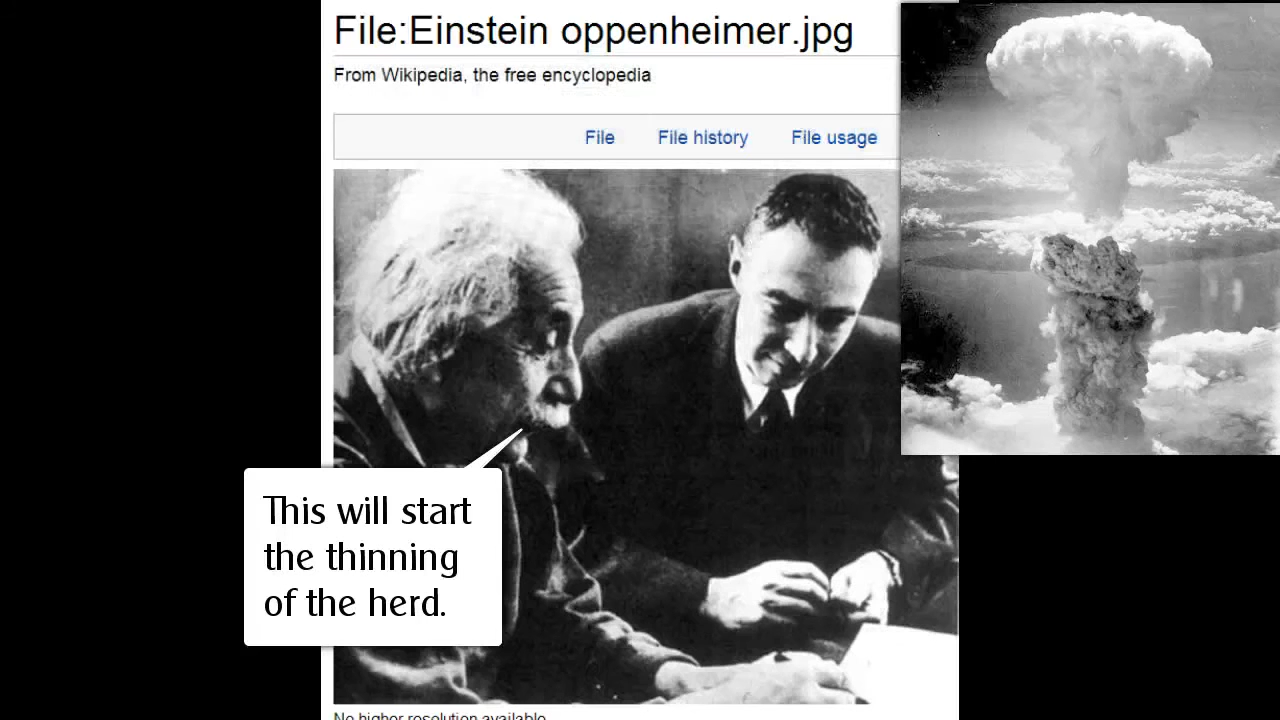 File:Einstein oppenheimer.jpg
From Wikipedia, the free encyclopedia
File File history File usage
This will start
the thinning
of the herd.
No higher resolution available